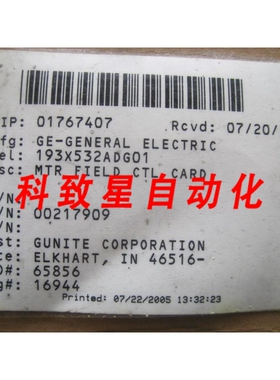 IP: 01767407 Rcvd: 07/20/
fg: GE-GENERAL ELECTRIC
el: 193X532ADG01
sc: MTR FIELD CTL CARD
科致星自动化
/N:
/N: 00217909
st: GUNITE CORPORATION
te: ELKHART, IN 46516-
O#: 65856
g#: 16944
Printed: 07/22/2005 13:32:23